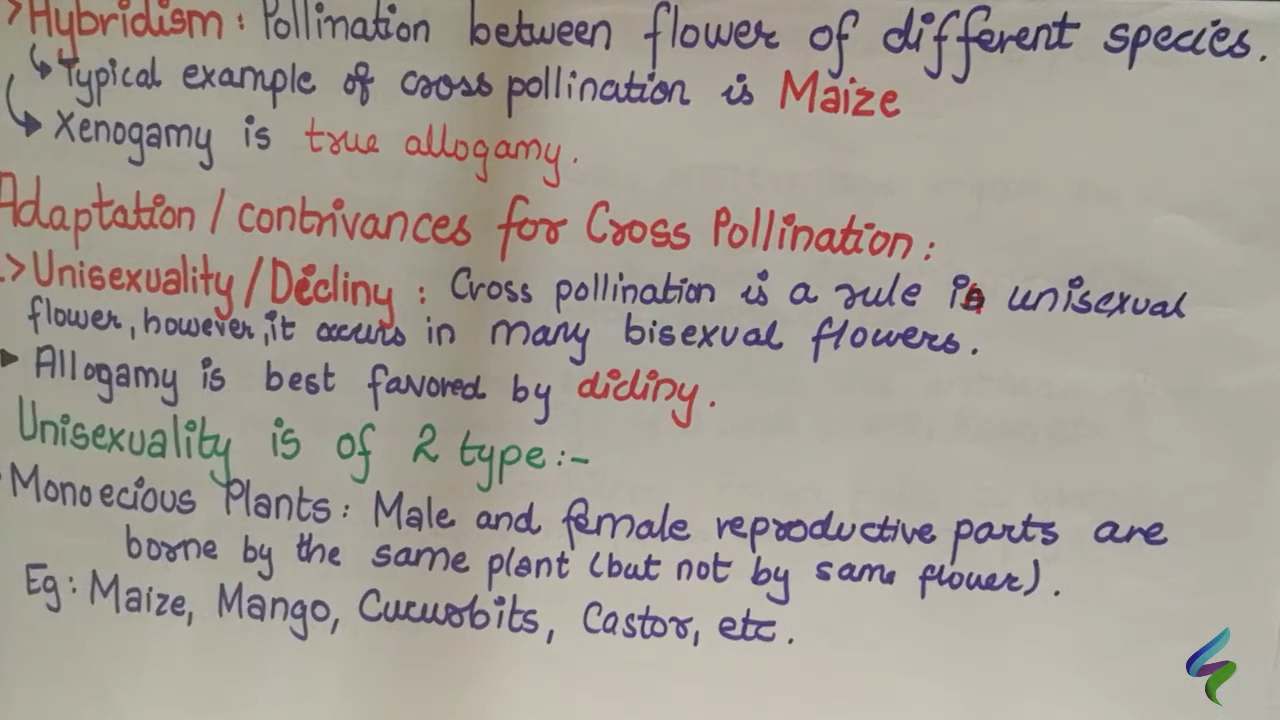 > Hybridism : Pollination between flower of different species.
↳ Typical example of cross pollination is Maize
↳ Xenogamy is true allogamy.
Adaptation / contrivances for Cross Pollination :
.> Unisexuality / Decliny : Cross pollination is a rule in unisexual
flower, however, it occurs in many bisexual flowers.
Allogamy is best favored by dicliny.
Unisexuality is of 2 type :-
Monoecious Plants : Male and female reproductive parts are
borne by the same plant (but not by same flower).
Eg : Maize, Mango, Cucurbits, Castor, etc.